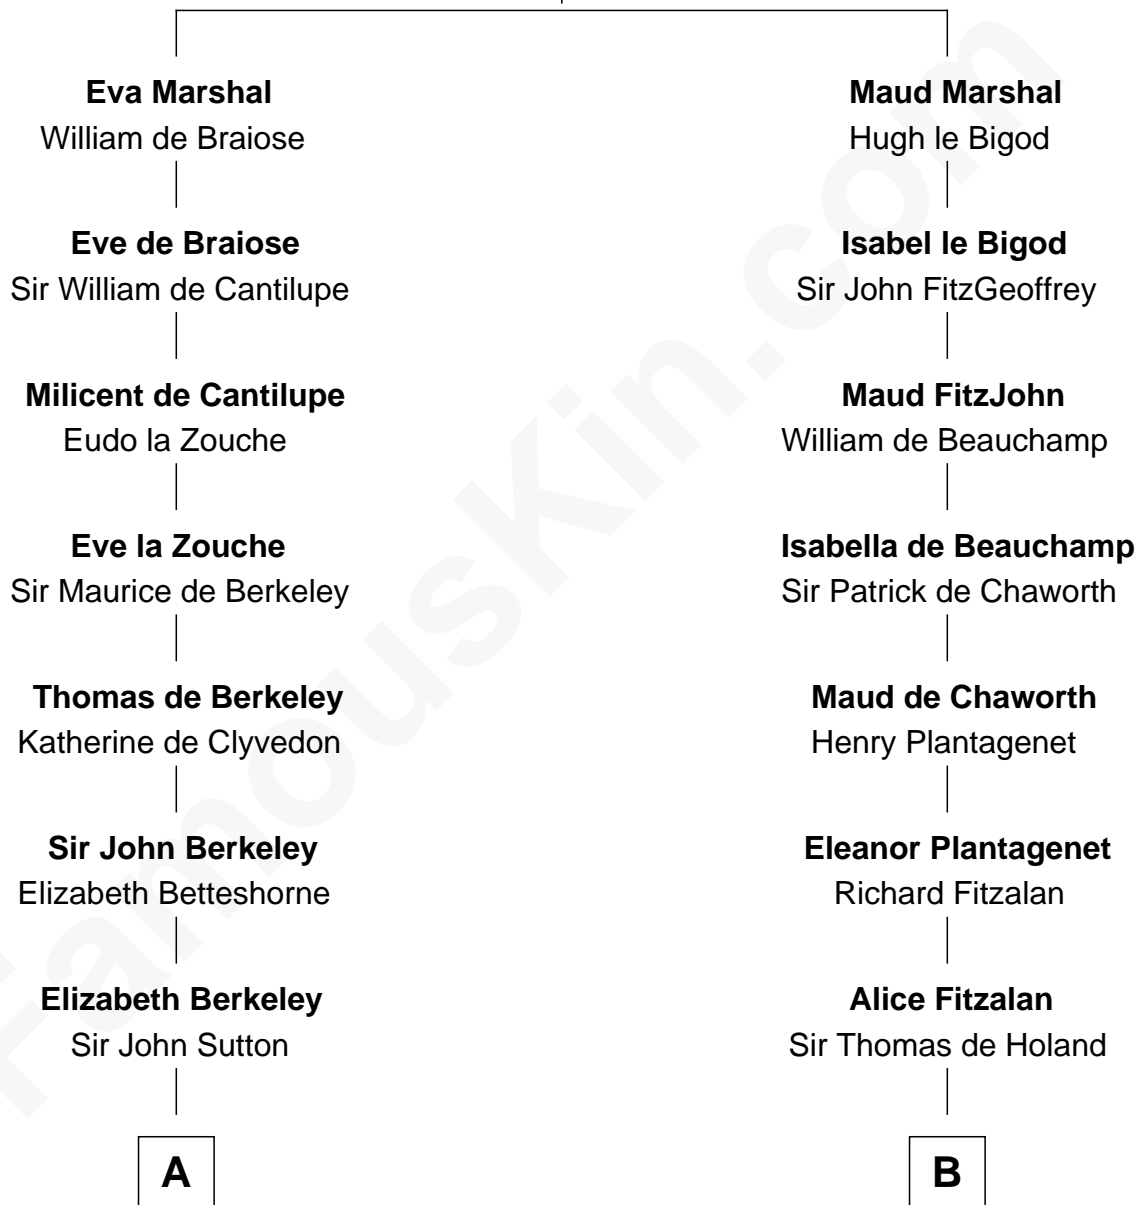 Eva Marshal
William de Braiose
Maud Marshal
Hugh le Bigod
Eve de Braiose
Sir William de Cantilupe
Isabel le Bigod
Sir John FitzGeoffrey
Milicent de Cantilupe
Eudo la Zouche
Maud FitzJohn
William de Beauchamp
Eve la Zouche
Sir Maurice de Berkeley
Isabella de Beauchamp
Sir Patrick de Chaworth
Thomas de Berkeley
Katherine de Clyvedon
Maud de Chaworth
Henry Plantagenet
Sir John Berkeley
Elizabeth Betteshorne
Eleanor Plantagenet
Richard Fitzalan
Elizabeth Berkeley
Sir John Sutton
Alice Fitzalan
Sir Thomas de Holand
A
B
FamousKin.com